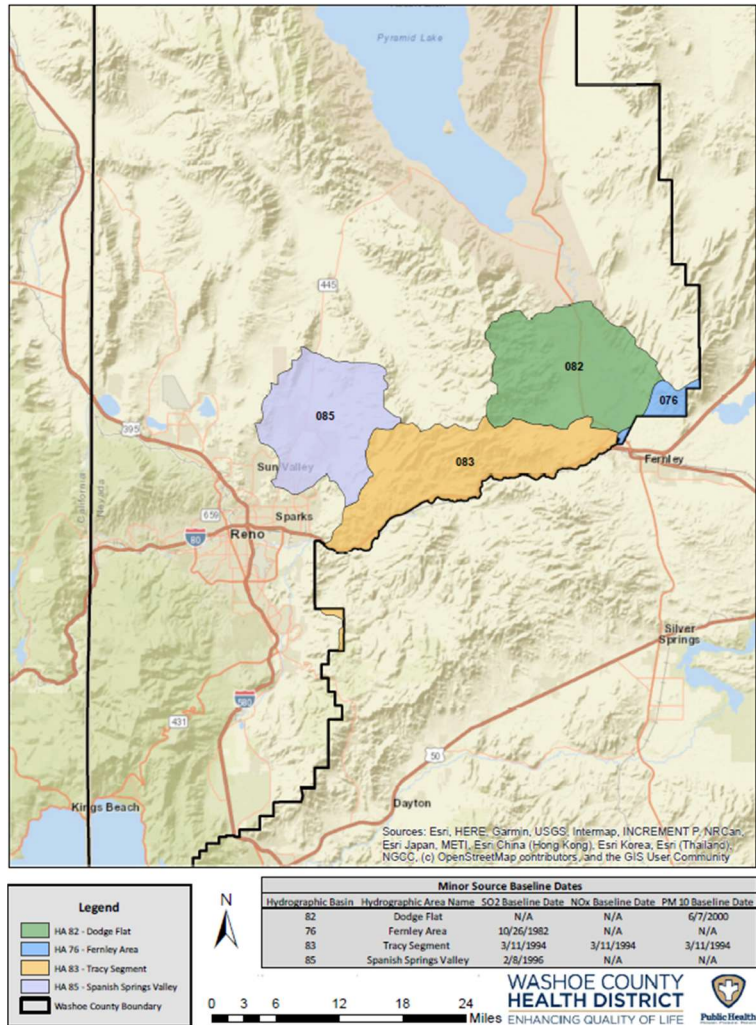 Pyramid Lake
445
082
076
085
395
Sun Valley
083
Fernley
California
Nevada
659
Sparks
80
Reno
Silver
Springs
580
431
50
Kings Beach
Dayton
Sources: Esri, HERE, Garmin, USGS, Intermap, INCREMENT P, NRCan,
Esri Japan, METI, Esri China (Hong Kong), Esri Korea, Esri (Thailand),
NGCC, (c) OpenStreetMap contributors, and the GIS User Community
Legend
HA 82 - Dodge Flat
HA 76 - Fernley Area
HA 83 - Tracy Segment
HA 85 - Spanish Springs Valley
Washoe County Boundary
N
0 3 6 12 18 24
Miles
Minor Source Baseline Dates
Hydrographic Basin Hydrographic Area Name SO2 Baseline Date NOx Baseline Date PM 10 Baseline Date
82 Dodge Flat N/A N/A 6/7/2000
76 Fernley Area 10/26/1982 N/A N/A
83 Tracy Segment 3/11/1994 3/11/1994 3/11/1994
85 Spanish Springs Valley 2/8/1996 N/A N/A
WASHOE COUNTY
HEALTH DISTRICT
ENHANCING QUALITY OF LIFE
Public Health